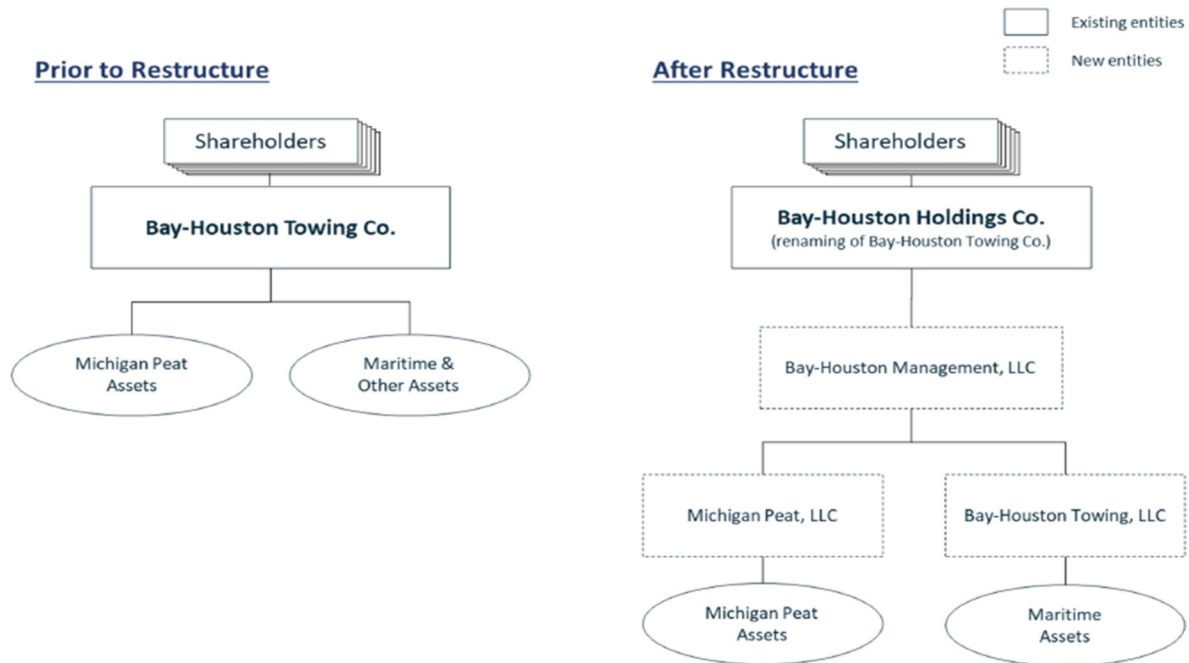 Existing entities
New entities
Prior to Restructure
Shareholders
Bay-Houston Towing Co.
Michigan Peat
Assets
Maritime &
Other Assets
After Restructure
Shareholders
Bay-Houston Holdings Co.
(renaming of Bay-Houston Towing Co.)
Bay-Houston Management, LLC
Michigan Peat, LLC
Bay-Houston Towing, LLC
Michigan Peat
Assets
Maritime
Assets